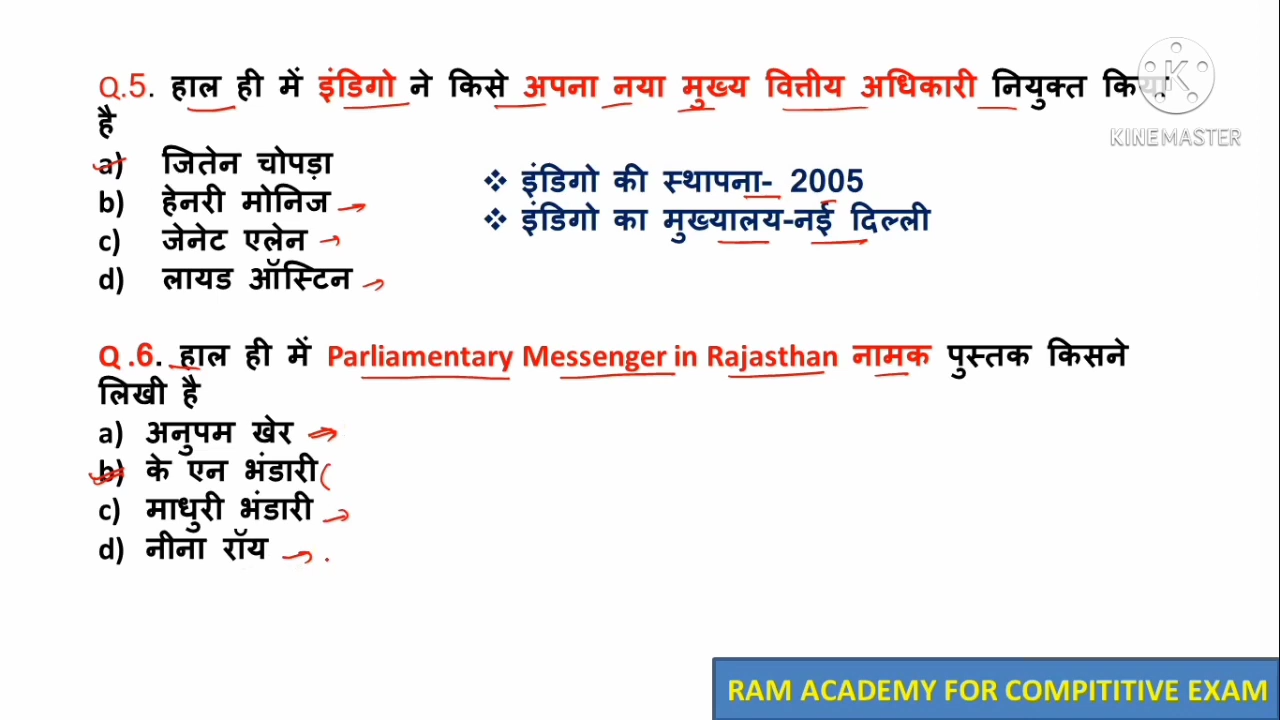 Q.5. हाल ही में इंडिगो ने किसे अपना नया मुख्य वित्तीय अधिकारी नियुक्त किया
है
a) जितेन चोपड़ा
b) हेनरी मोनिज
c) जेनेट एलेन
d) लायड ऑस्टिन
❖ इंडिगो की स्थापना- 2005
❖ इंडिगो का मुख्यालय-नई दिल्ली
Q .6. हाल ही में Parliamentary Messenger in Rajasthan नामक पुस्तक किसने
लिखी है
a) अनुपम खेर
b) के एन भंडारी
c) माधुरी भंडारी
d) नीना रॉय
K
KINEMASTER
RAM ACADEMY FOR COMPITITIVE EXAM